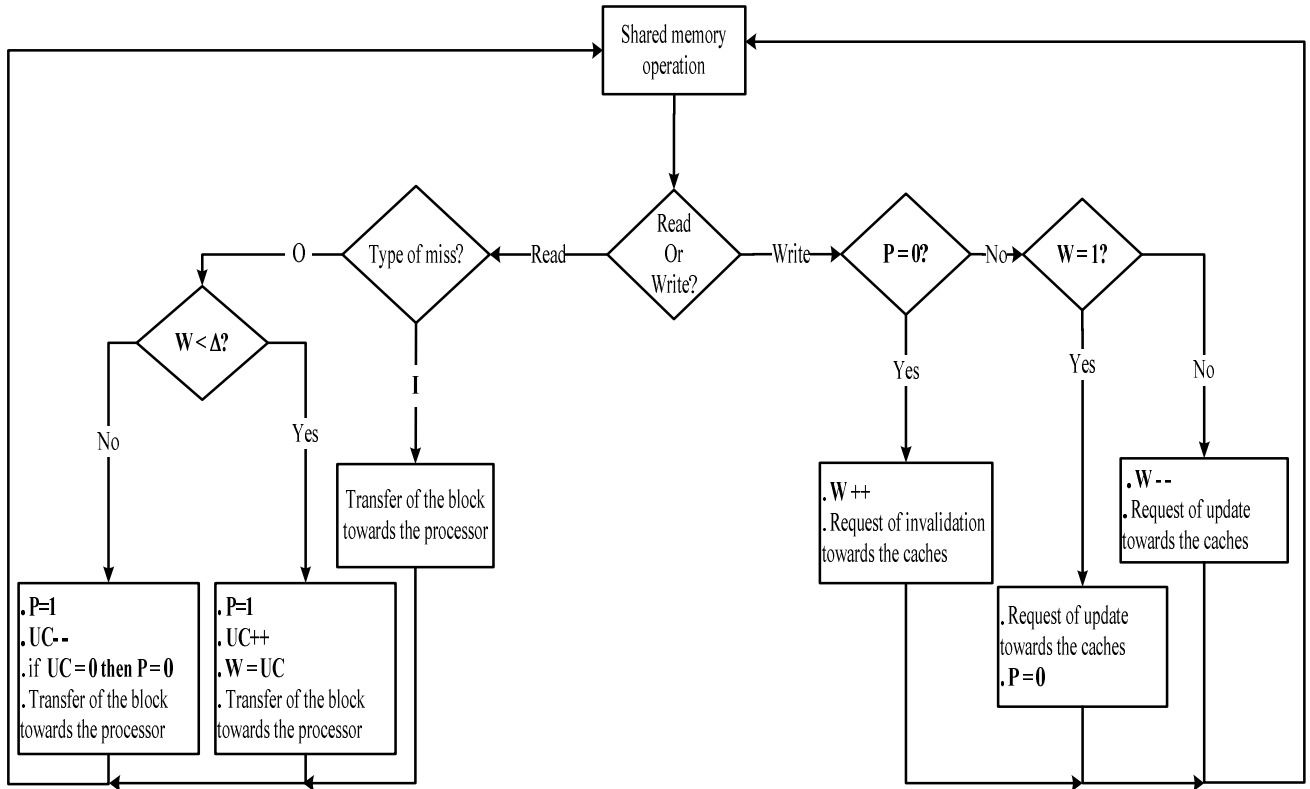 Shared memory
operation
Read
Or
Write?
Read
Type of miss?
O
W < Δ?
No
Yes
I
Transfer of the block
towards the processor
. P=1
. UC--
. if UC = 0 then P = 0
. Transfer of the block
towards the processor
. P=1
. UC++
. W = UC
. Transfer of the block
towards the processor
Write
P = 0?
No
W = 1?
Yes
Yes
No
. W ++
. Request of invalidation
towards the caches
. Request of update
towards the caches
. P = 0
. W - -
. Request of update
towards the caches